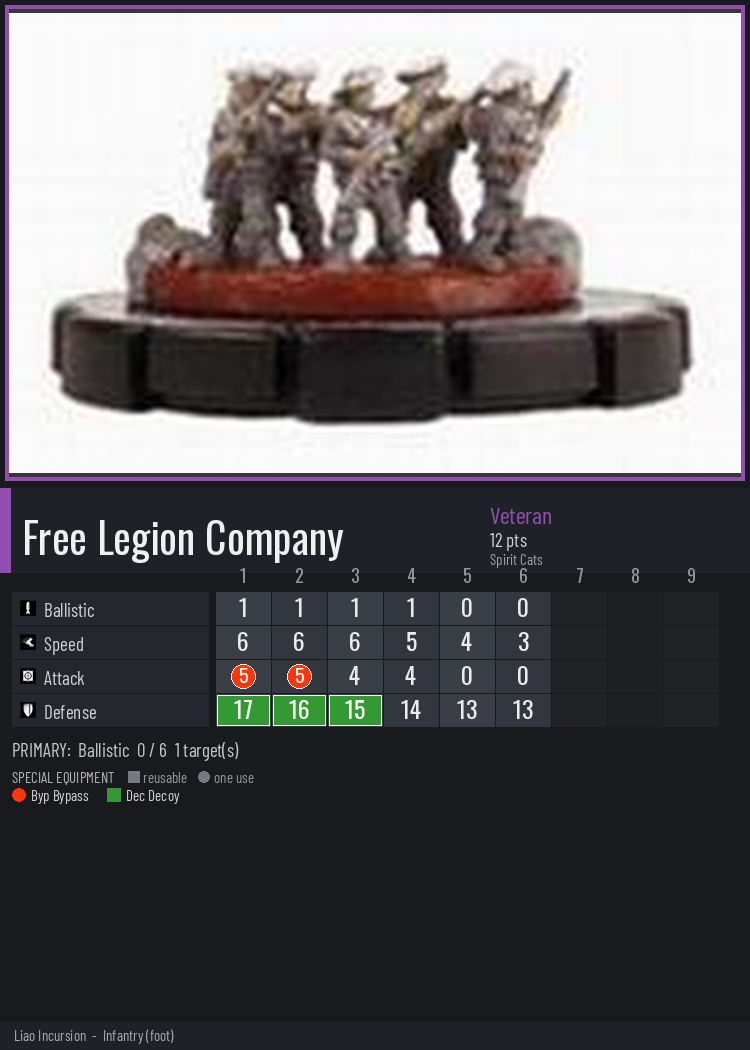 Free Legion Company
Veteran
12 pts
Spirit Cats
1 2 3 4 5 6 7 8 9
Ballistic 1 1 1 1 0 0
Speed 6 6 6 5 4 3
Attack 5 5 4 4 0 0
Defense 17 16 15 14 13 13
PRIMARY: Ballistic 0 / 6 1 target(s)
SPECIAL EQUIPMENT reusable one use
Byp Bypass Dec Decoy
Liao Incursion - Infantry (foot)